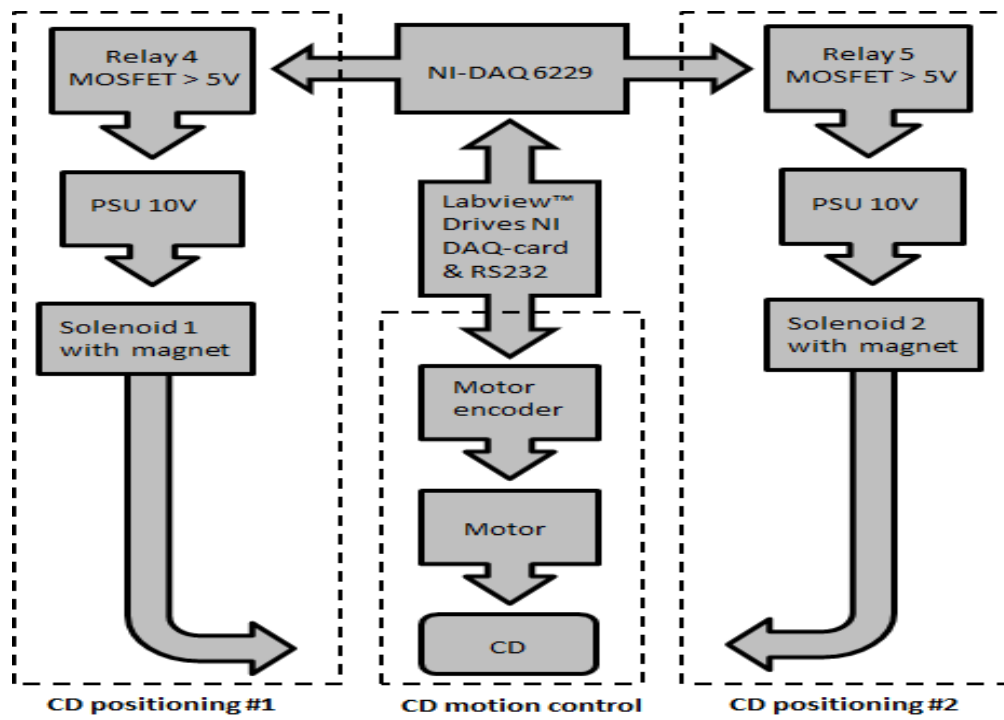 Relay 4
MOSFET > 5V
PSU 10V
Solenoid 1
with magnet
NI-DAQ 6229
Labview™
Drives NI
DAQ-card
& RS232
Motor
encoder
Motor
CD
Relay 5
MOSFET > 5V
PSU 10V
Solenoid 2
with magnet
CD positioning #1
CD motion control
CD positioning #2